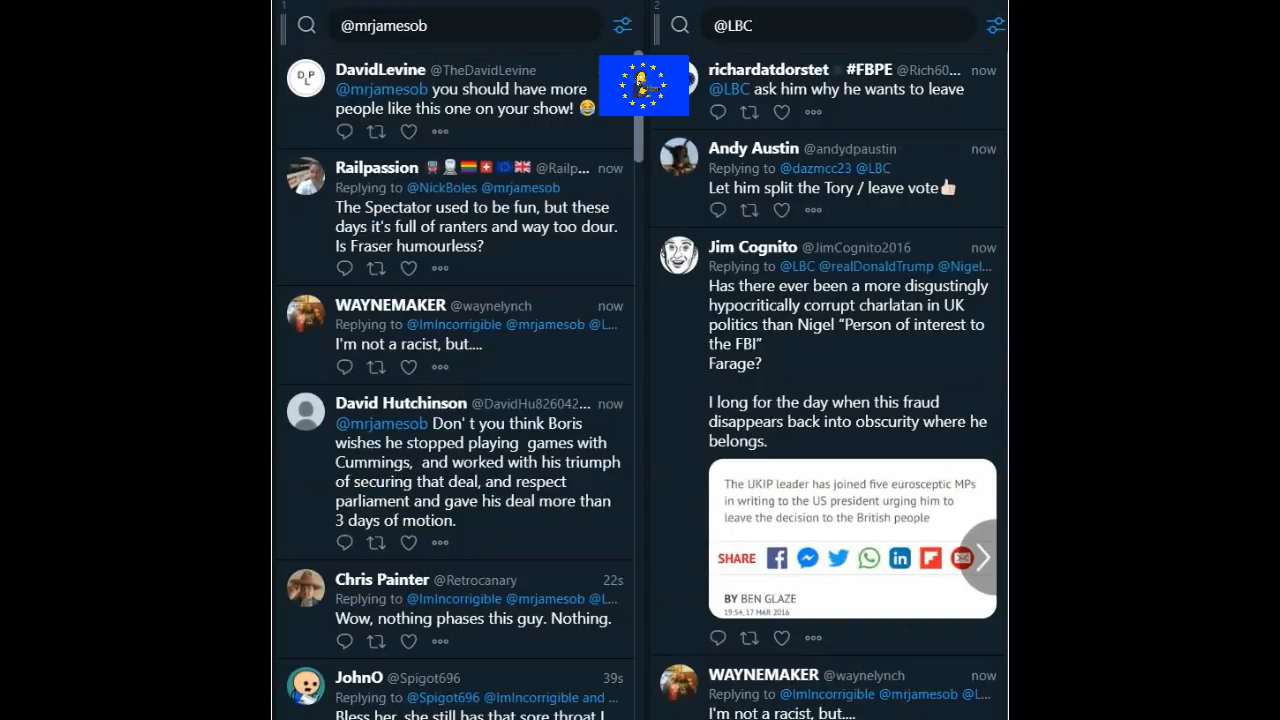 1
@mrjamesob
DPL
DavidLevine @TheDavidLevine
@mrjamesob you should have more
people like this one on your show! 😂
Railpassion @Railp... now
Replying to @NickBoles @mrjamesob
The Spectator used to be fun, but these
days it's full of ranters and way too dour.
Is Fraser humourless?
WAYNEMAKER @waynelynch now
Replying to @ImIncorrigible @mrjamesob @L...
I'm not a racist, but....
David Hutchinson @DavidHu826042... now
@mrjamesob Don' t you think Boris
wishes he stopped playing games with
Cummings, and worked with his triumph
of securing that deal, and respect
parliament and gave his deal more than
3 days of motion.
Chris Painter @Retrocanary 22s
Replying to @ImIncorrigible @mrjamesob @L...
Wow, nothing phases this guy. Nothing.
JohnO @Spigot696 39s
Replying to @Spigot696 @ImIncorrigible and ...
Bless her, she still has that sore throat I
2
@LBC
richardatdorstet #FBPE @Rich60... now
@LBC ask him why he wants to leave
Andy Austin @andydpaustin now
Replying to @dazmcc23 @LBC
Let him split the Tory / leave vote👍🏻
Jim Cognito @JimCognito2016 now
Replying to @LBC @realDonaldTrump @Nigel...
Has there ever been a more disgustingly
hypocritically corrupt charlatan in UK
politics than Nigel “Person of interest to
the FBI”
Farage?
I long for the day when this fraud
disappears back into obscurity where he
belongs.
The UKIP leader has joined five eurosceptic MPs
in writing to the US president urging him to
leave the decision to the British people
SHARE
BY BEN GLAZE
19:54, 17 MAR 2016
WAYNEMAKER @waynelynch now
Replying to @ImIncorrigible @mrjamesob @L...
I'm not a racist, but....